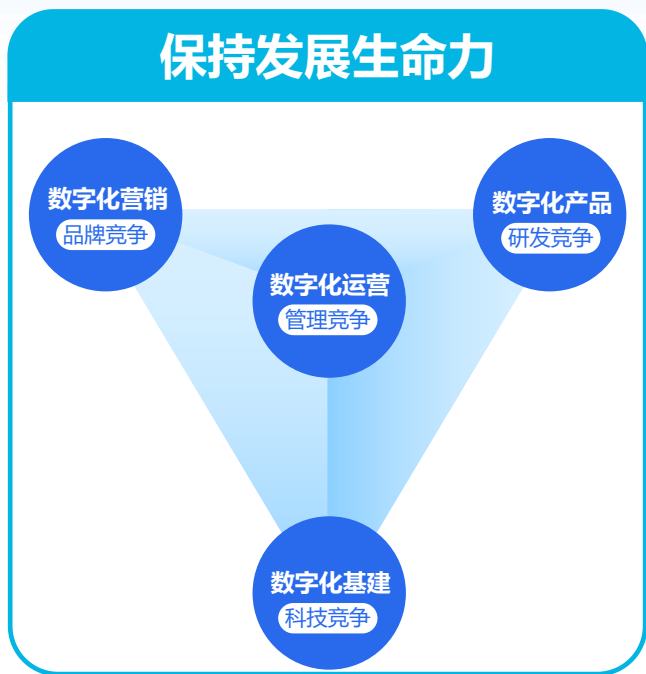 保持发展生命力
数字化营销
品牌竞争
数字化产品
研发竞争
数字化运营
管理竞争
数字化基建
科技竞争